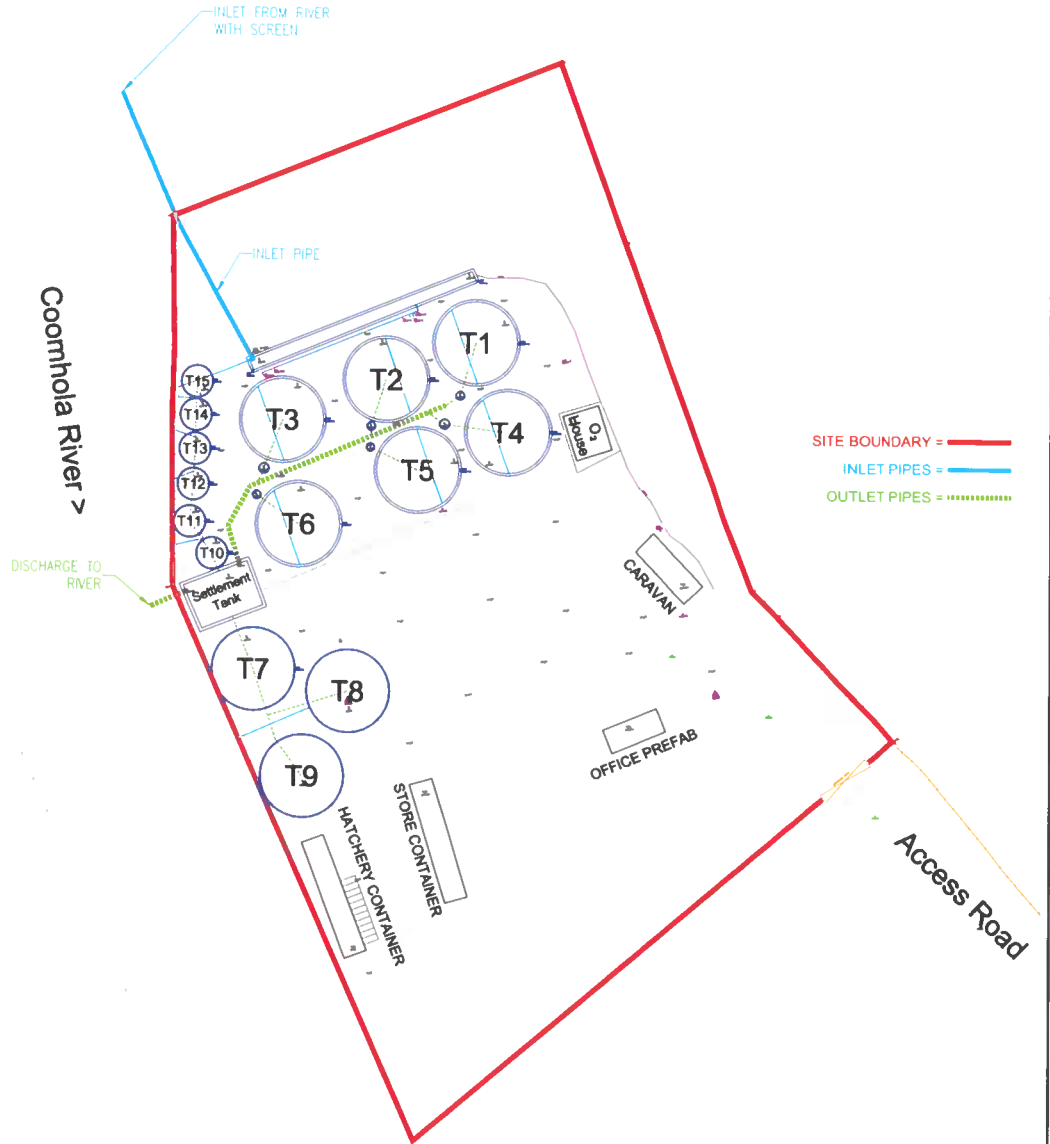 INLET FROM RIVER
WITH SCREEN
INLET PIPE
Coomhola River >
T1
T2
T3
T4
T5
T6
T15
T14
T13
T12
T11
T10
O2
House
SITE BOUNDARY =
INLET PIPES =
OUTLET PIPES =
DISCHARGE TO
RIVER
Settlement
Tank
CARAVAN
T7
T8
T9
OFFICE PREFAB
STORE CONTAINER
HATCHERY CONTAINER
Access Road